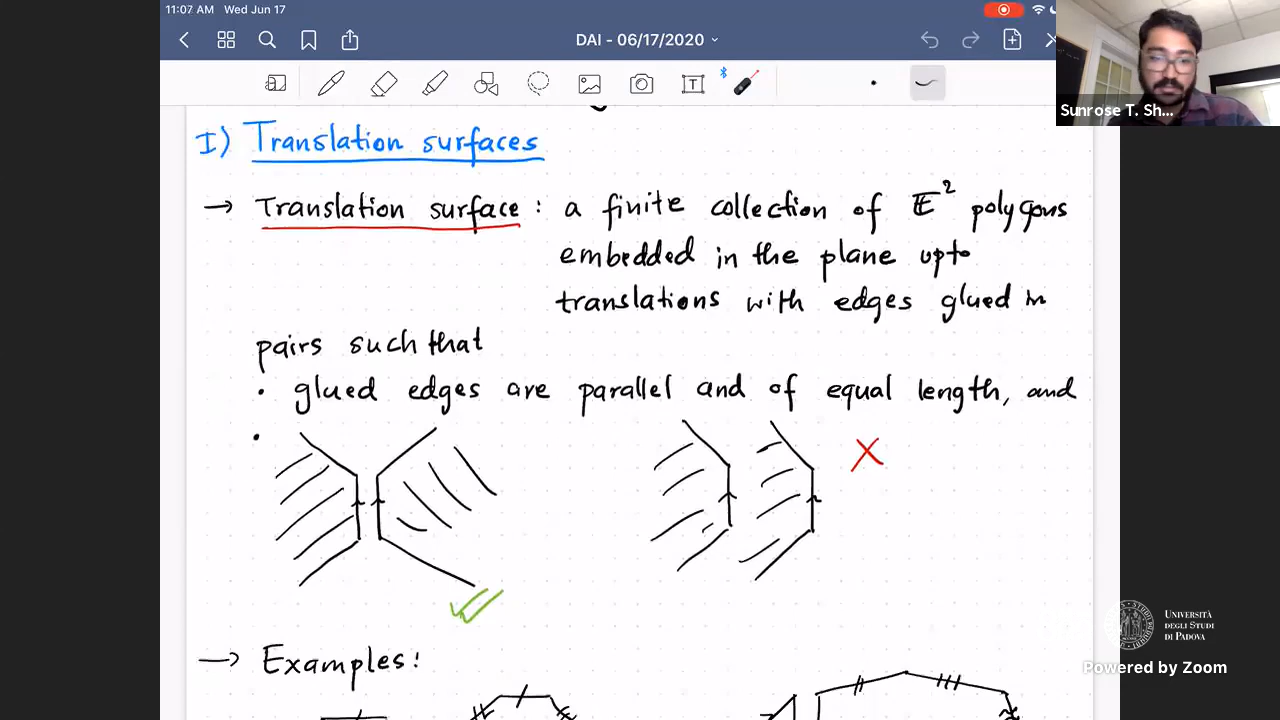 11:07 AM Wed Jun 17
DAI - 06/17/2020
T
Sunrose T. Sh...
I) Translation surfaces
→ Translation surface : a finite collection of 𝔼² polygons
embedded in the plane upto
translations with edges glued in
pairs such that
• glued edges are parallel and of equal length, and
•
→ Examples :
UNIVERSITÀ
DEGLI STUDI
DI PADOVA
Powered by Zoom